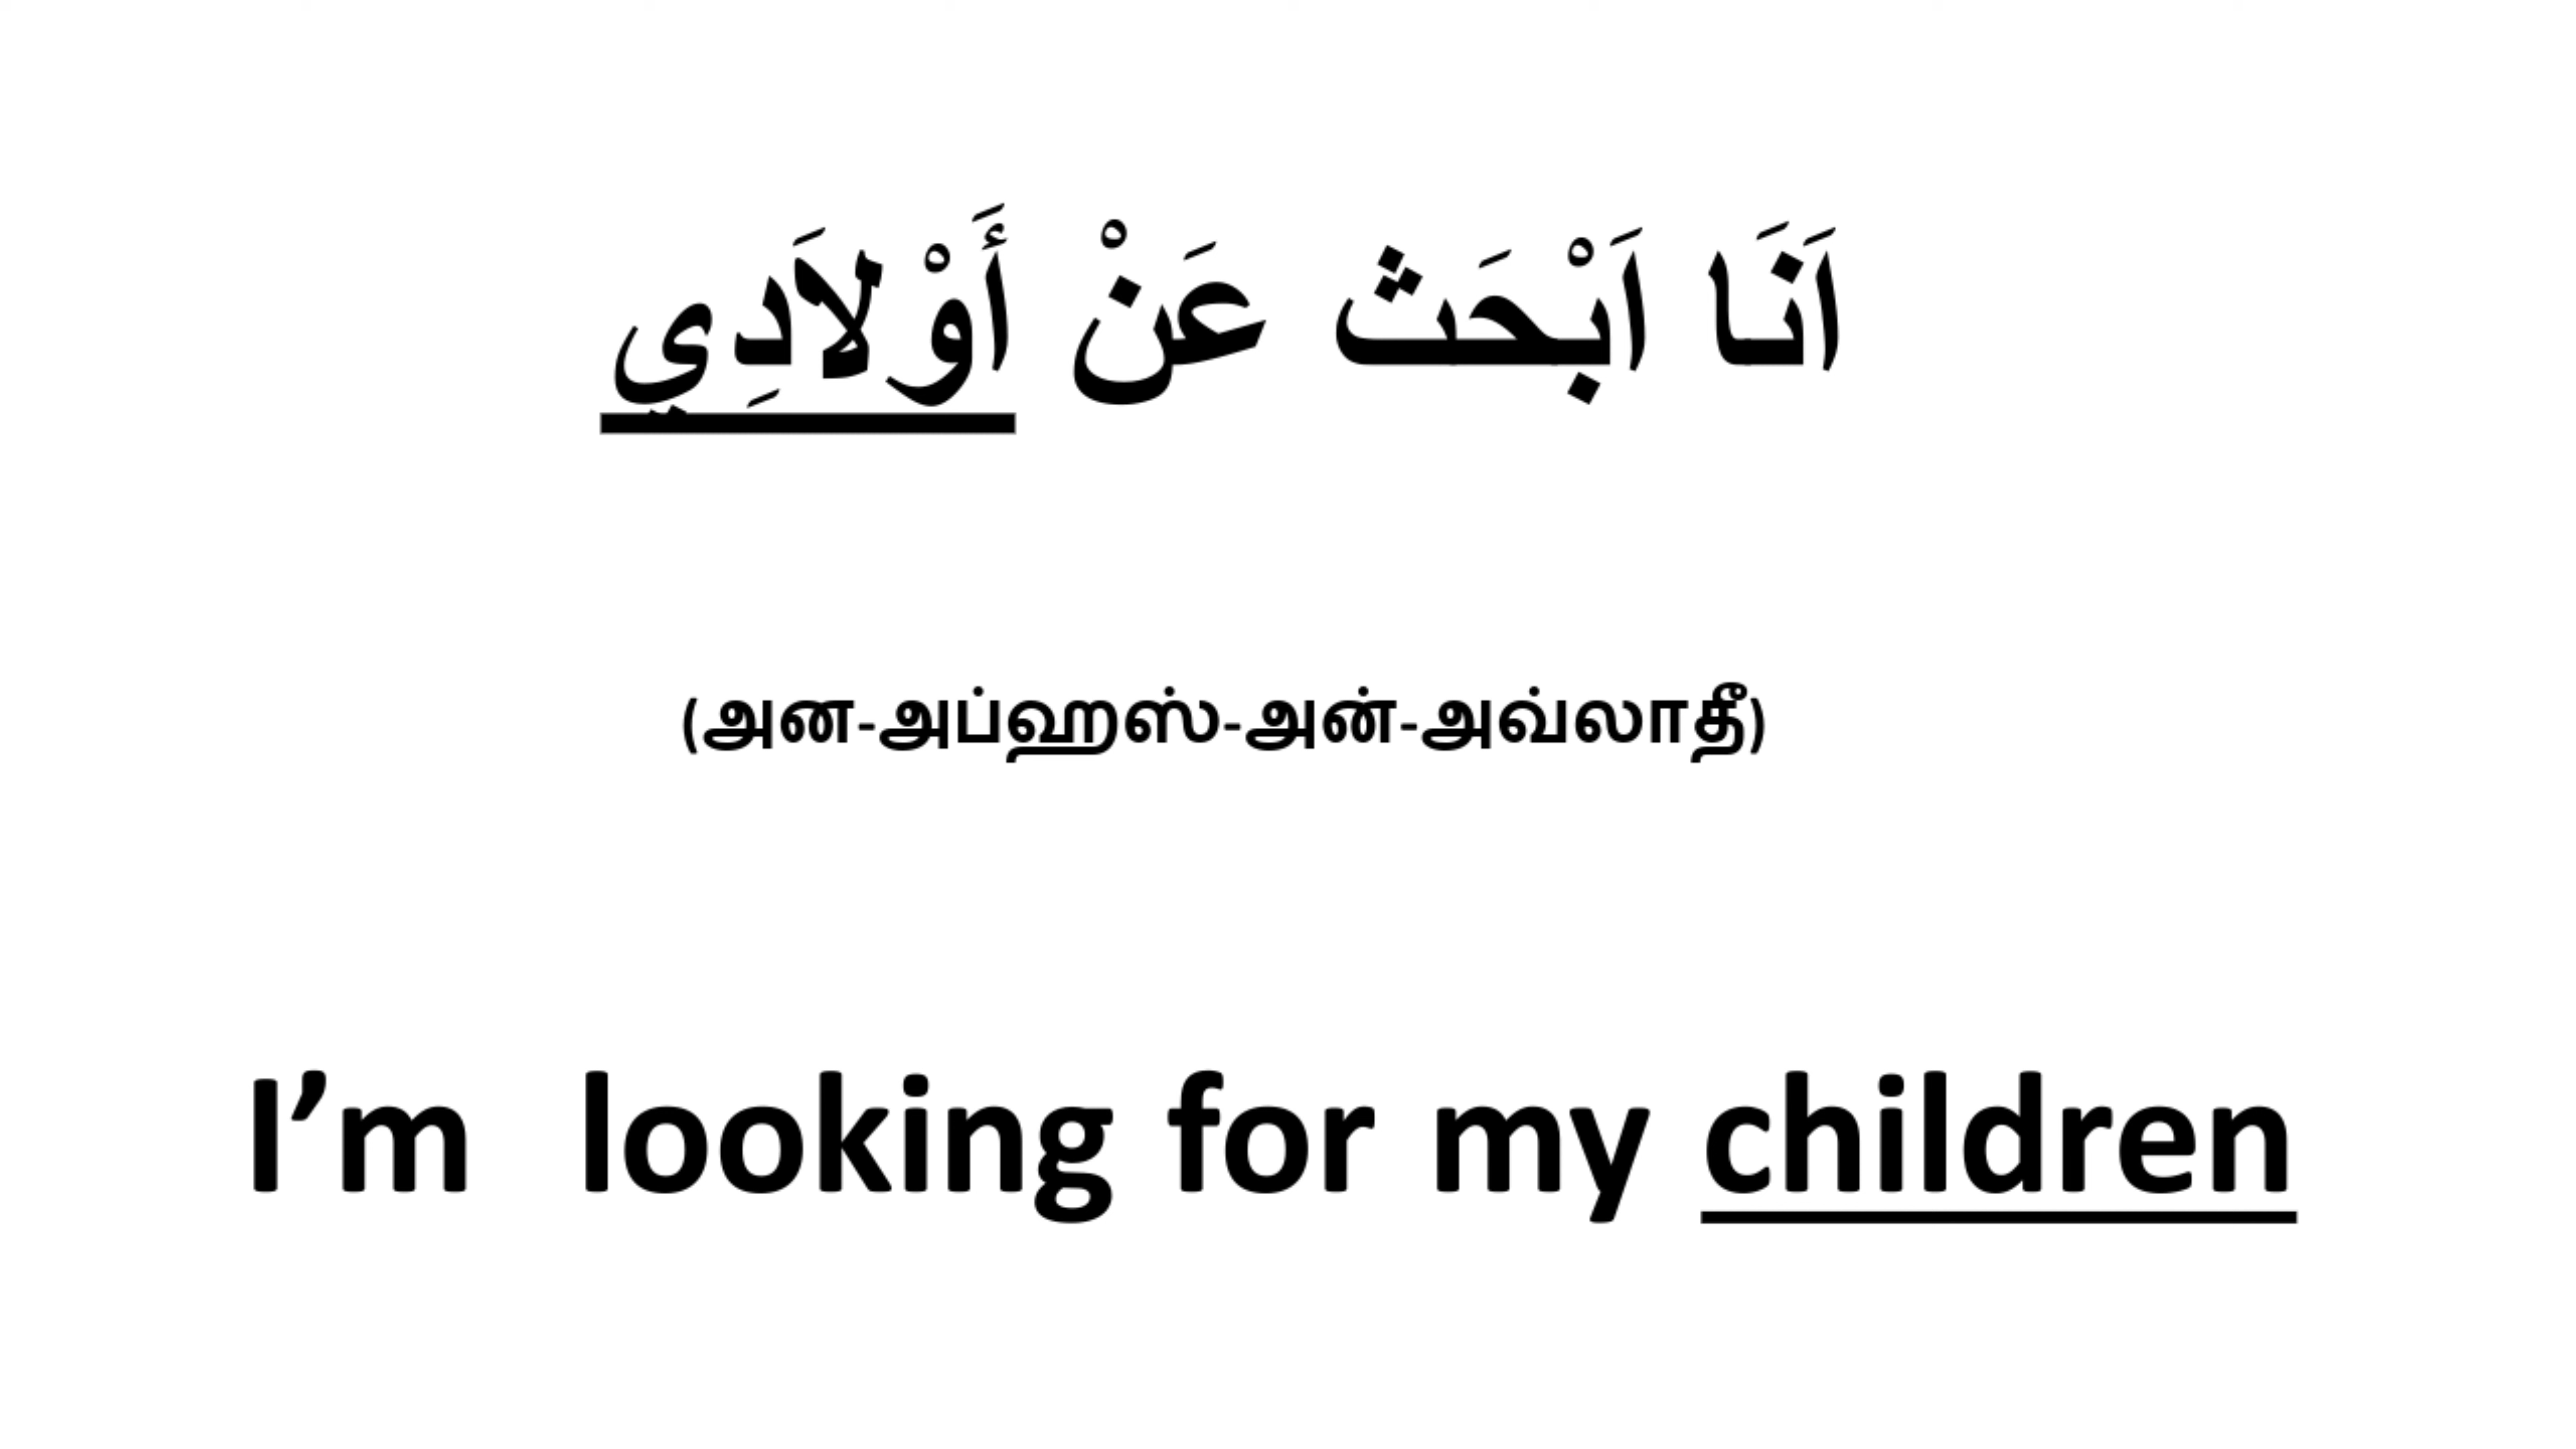 اَنَا اَبْحَث عَنْ أَوْلاَدِي
(அன-அப்ஹஸ்-அன்-அவ்லாதீ)
I’m looking for my children